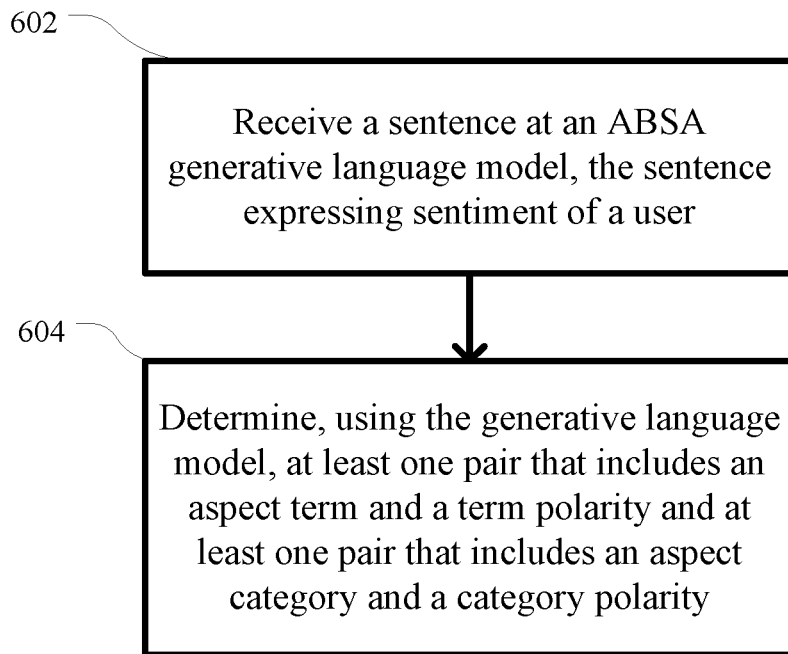 602
Receive a sentence at an ABSA
generative language model, the sentence
expressing sentiment of a user
604
Determine, using the generative language
model, at least one pair that includes an
aspect term and a term polarity and at
least one pair that includes an aspect
category and a category polarity